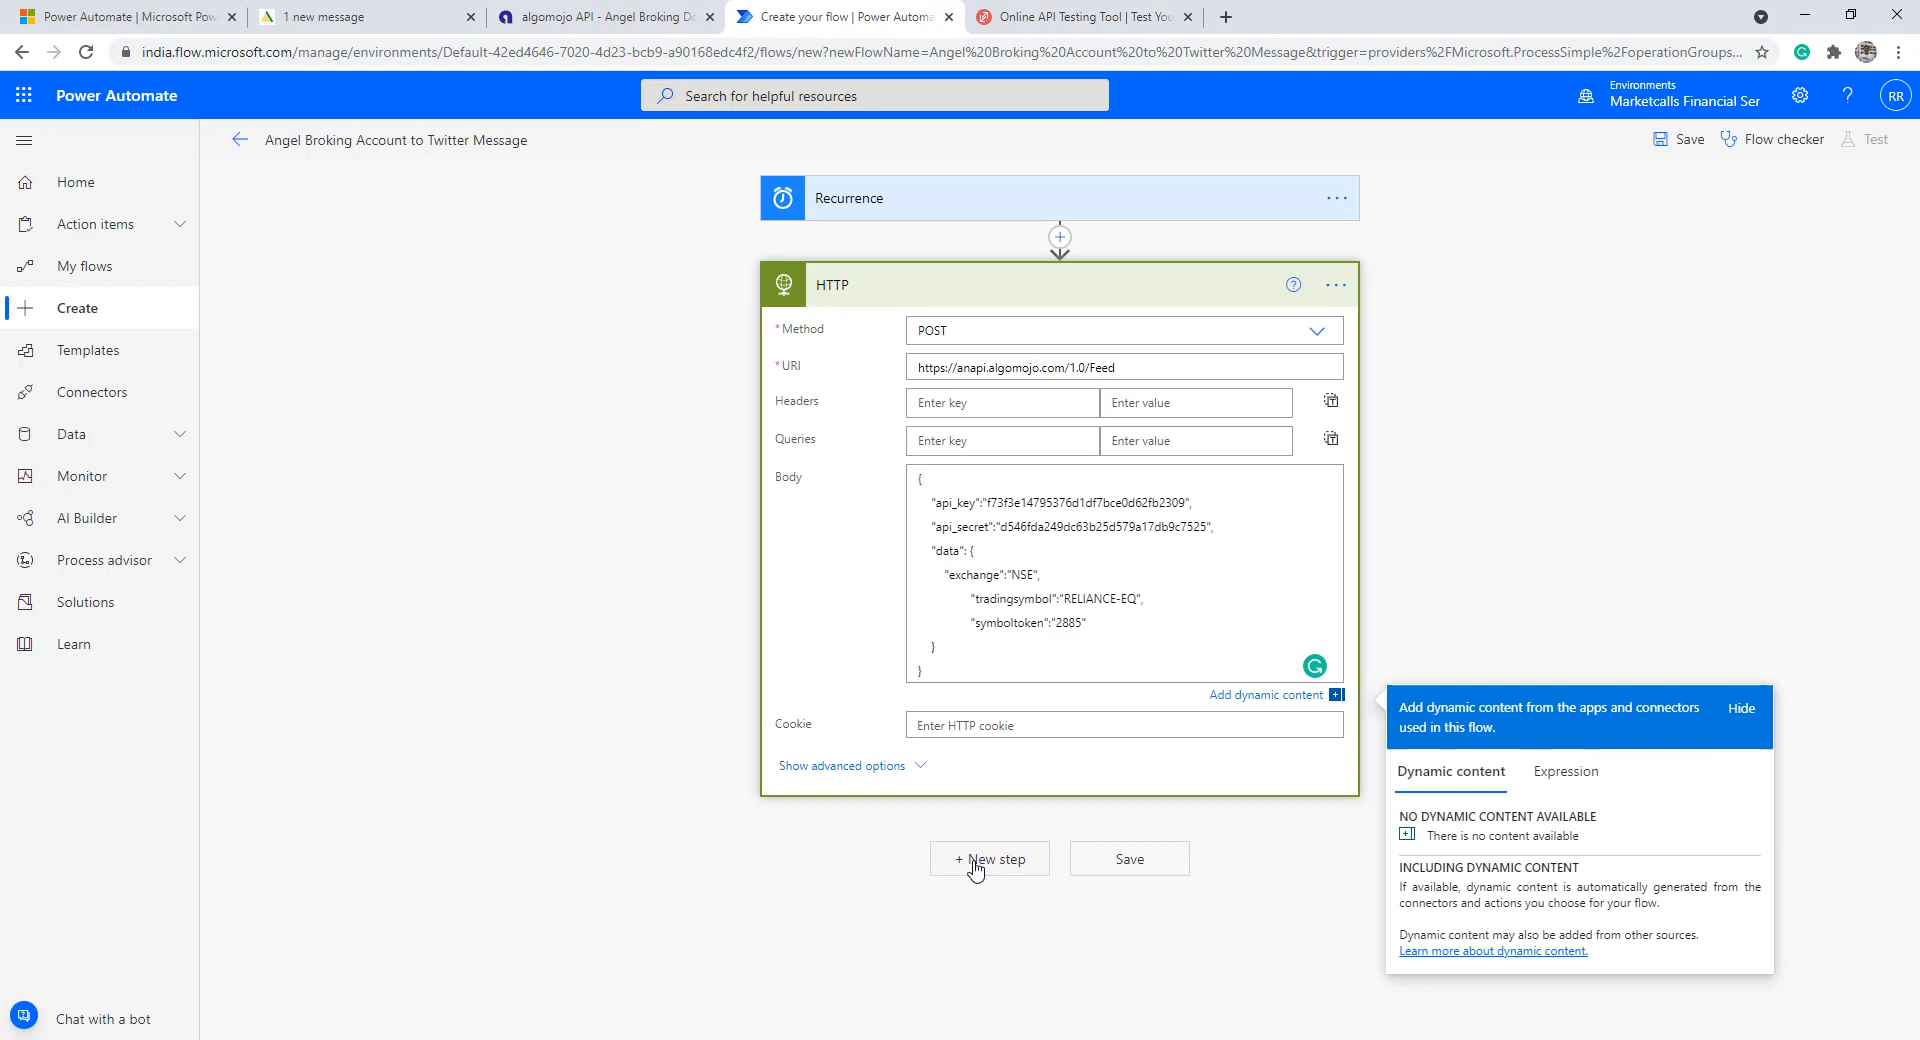 Power Automate | Microsoft Pow
1 new message
algomojo API - Angel Broking Do
Create your flow | Power Automa
Online API Testing Tool | Test You
india.flow.microsoft.com/manage/environments/Default-42ed4646-7020-4d23-bcb9-a90168edc4f2/flows/new?newFlowName=Angel%20Broking%20Account%20to%20Twitter%20Message&trigger=providers%2FMicrosoft.ProcessSimple%2FoperationGroups...
Power Automate
Search for helpful resources
Environments
Marketcalls Financial Ser
?
RR
Angel Broking Account to Twitter Message
Save
Flow checker
Test
Home
Action items
My flows
Create
Templates
Connectors
Data
Monitor
AI Builder
Process advisor
Solutions
Learn
Chat with a bot
Recurrence
HTTP
* Method
POST
* URI
https://anapi.algomojo.com/1.0/Feed
Headers
Enter key
Enter value
Queries
Enter key
Enter value
Body
{
"api_key":"f73f3e14795376d1df7bce0d62fb2309",
"api_secret":"d546fda249dc63b25d579a17db9c7525",
"data": {
"exchange":"NSE",
"tradingsymbol":"RELIANCE-EQ",
"symboltoken":"2885"
}
}
Add dynamic content
Cookie
Enter HTTP cookie
Show advanced options
+ New step
Save
Add dynamic content from the apps and connectors
used in this flow.
Hide
Dynamic content
Expression
NO DYNAMIC CONTENT AVAILABLE
There is no content available
INCLUDING DYNAMIC CONTENT
If available, dynamic content is automatically generated from the
connectors and actions you choose for your flow.
Dynamic content may also be added from other sources.
Learn more about dynamic content.